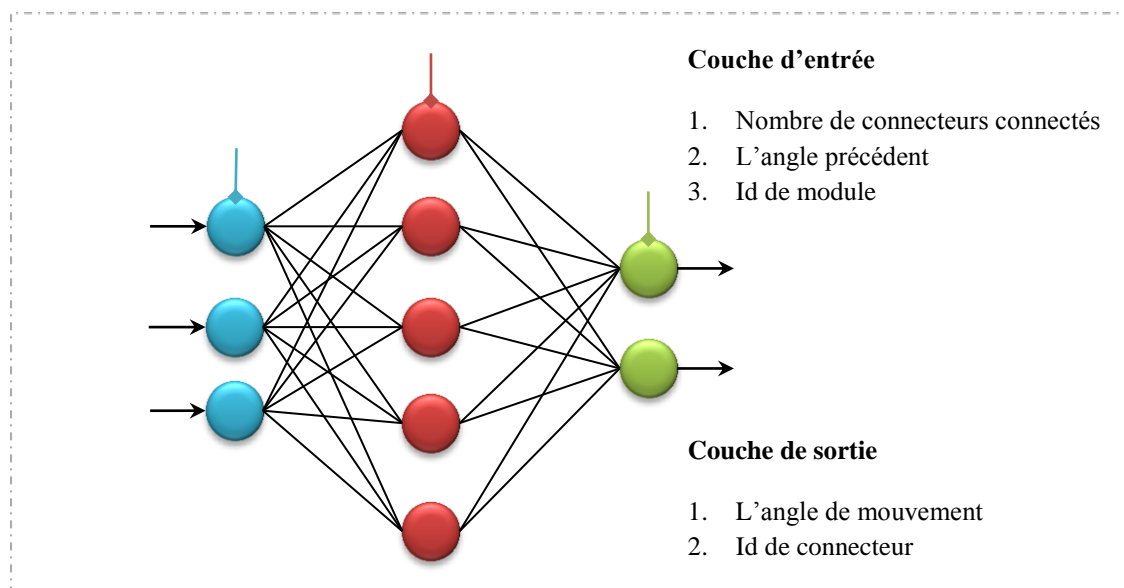 Couche d’entrée
1. Nombre de connecteurs connectés
2. L’angle précédent
3. Id de module
Couche de sortie
1. L’angle de mouvement
2. Id de connecteur